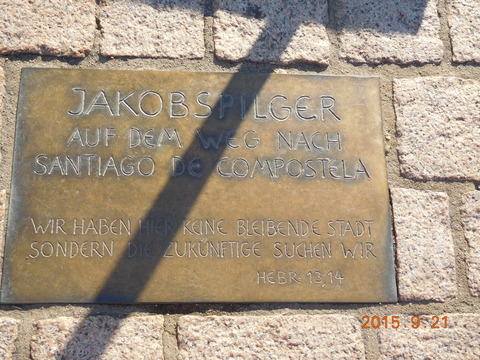 JAKOBSPILGER
AUF DEM WEG NACH
SANTIAGO DE COMPOSTELA
WIR HABEN HIER KEINE BLEIBENDE STADT
SONDERN DIE ZUKÜNFTIGE SUCHEN WIR
HEBR. 13,14
2015. 9.21